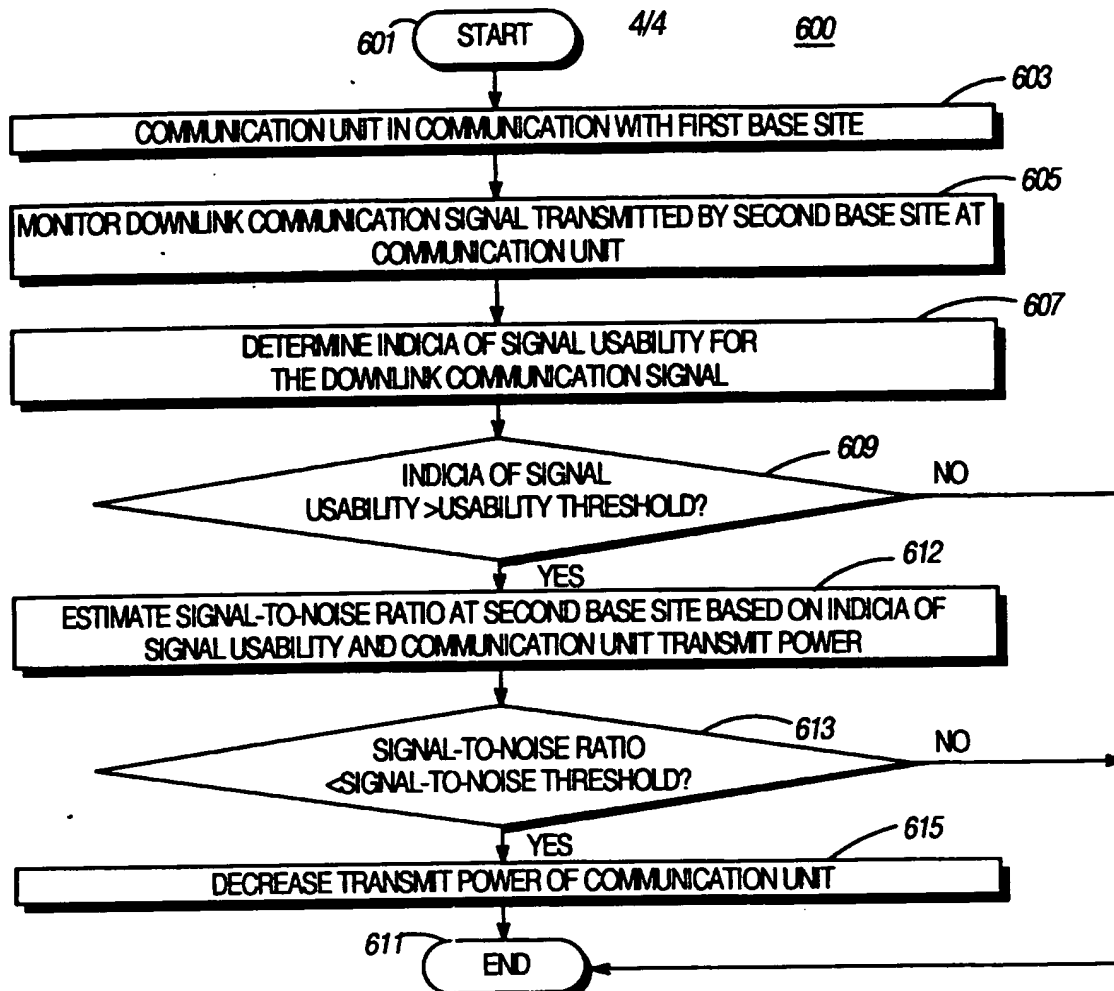 601
START
4/4
600
603
COMMUNICATION UNIT IN COMMUNICATION WITH FIRST BASE SITE
605
MONITOR DOWNLINK COMMUNICATION SIGNAL TRANSMITTED BY SECOND BASE SITE AT
COMMUNICATION UNIT
607
DETERMINE INDICIA OF SIGNAL USABILITY FOR
THE DOWNLINK COMMUNICATION SIGNAL
609
INDICIA OF SIGNAL
USABILITY >USABILITY THRESHOLD?
NO
YES
612
ESTIMATE SIGNAL-TO-NOISE RATIO AT SECOND BASE SITE BASED ON INDICIA OF
SIGNAL USABILITY AND COMMUNICATION UNIT TRANSMIT POWER
613
SIGNAL-TO-NOISE RATIO
<SIGNAL-TO-NOISE THRESHOLD?
NO
YES
615
DECREASE TRANSMIT POWER OF COMMUNICATION UNIT
611
END